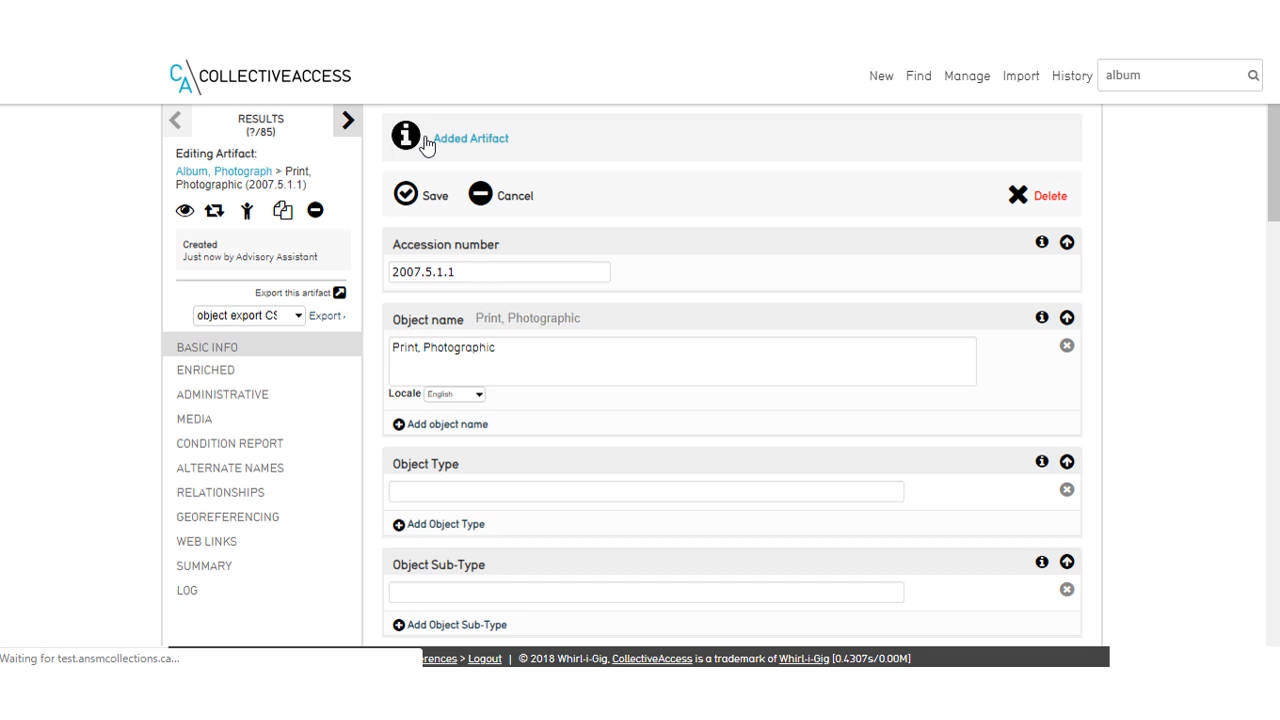 CA COLLECTIVEACCESS
New Find Manage Import History album
RESULTS
(?/85)
Editing Artifact:
Album, Photograph > Print,
Photographic (2007.5.1.1)
Created
Just now by Advisory Assistant
Export this artifact
object export CS Export ›
BASIC INFO
ENRICHED
ADMINISTRATIVE
MEDIA
CONDITION REPORT
ALTERNATE NAMES
RELATIONSHIPS
GEOREFERENCING
WEB LINKS
SUMMARY
LOG
Added Artifact
Save Cancel Delete
Accession number
2007.5.1.1
Object name Print, Photographic
Print, Photographic
Locale English
Add object name
Object Type
Add Object Type
Object Sub-Type
Add Object Sub-Type
Waiting for test.ansmcollections.ca...
erences > Logout | © 2018 Whirl-i-Gig, CollectiveAccess is a trademark of Whirl-i-Gig [0.4307s/0.00M]